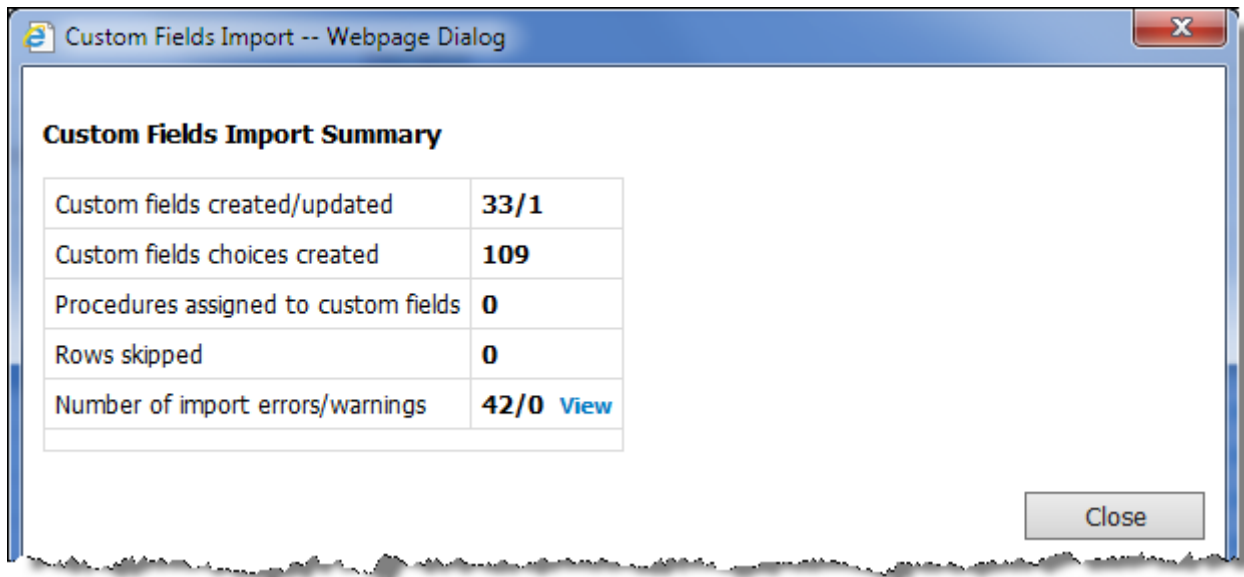 Custom Fields Import -- Webpage Dialog
Custom Fields Import Summary
Custom fields created/updated 33/1
Custom fields choices created 109
Procedures assigned to custom fields 0
Rows skipped 0
Number of import errors/warnings 42/0 View
Close